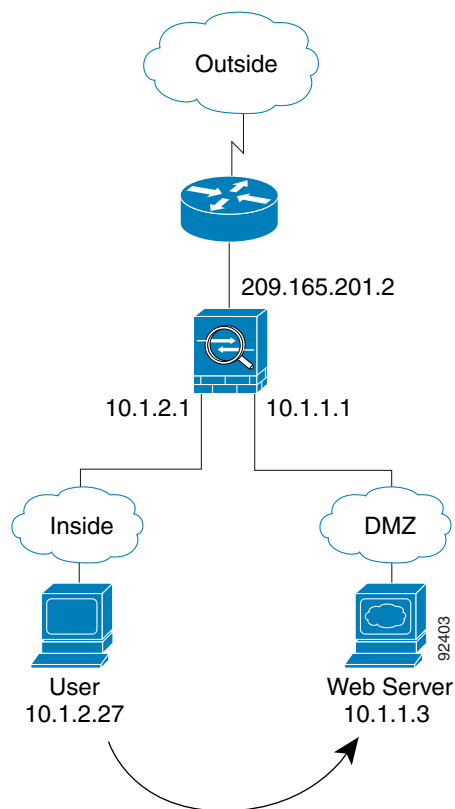 Outside
209.165.201.2
10.1.2.1
10.1.1.1
Inside
DMZ
92403
User
10.1.2.27
Web Server
10.1.1.3